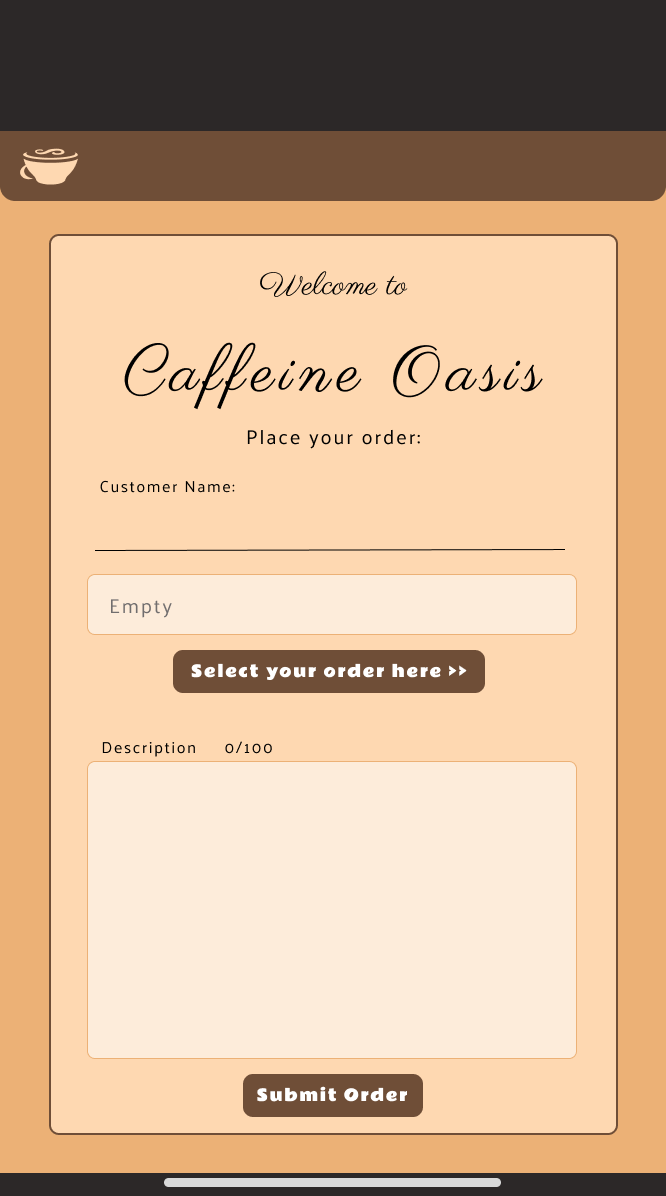 Welcome to
Caffeine Oasis
Place your order:
Customer Name:
Empty
Select your order here >>
Description 0/100
Submit Order